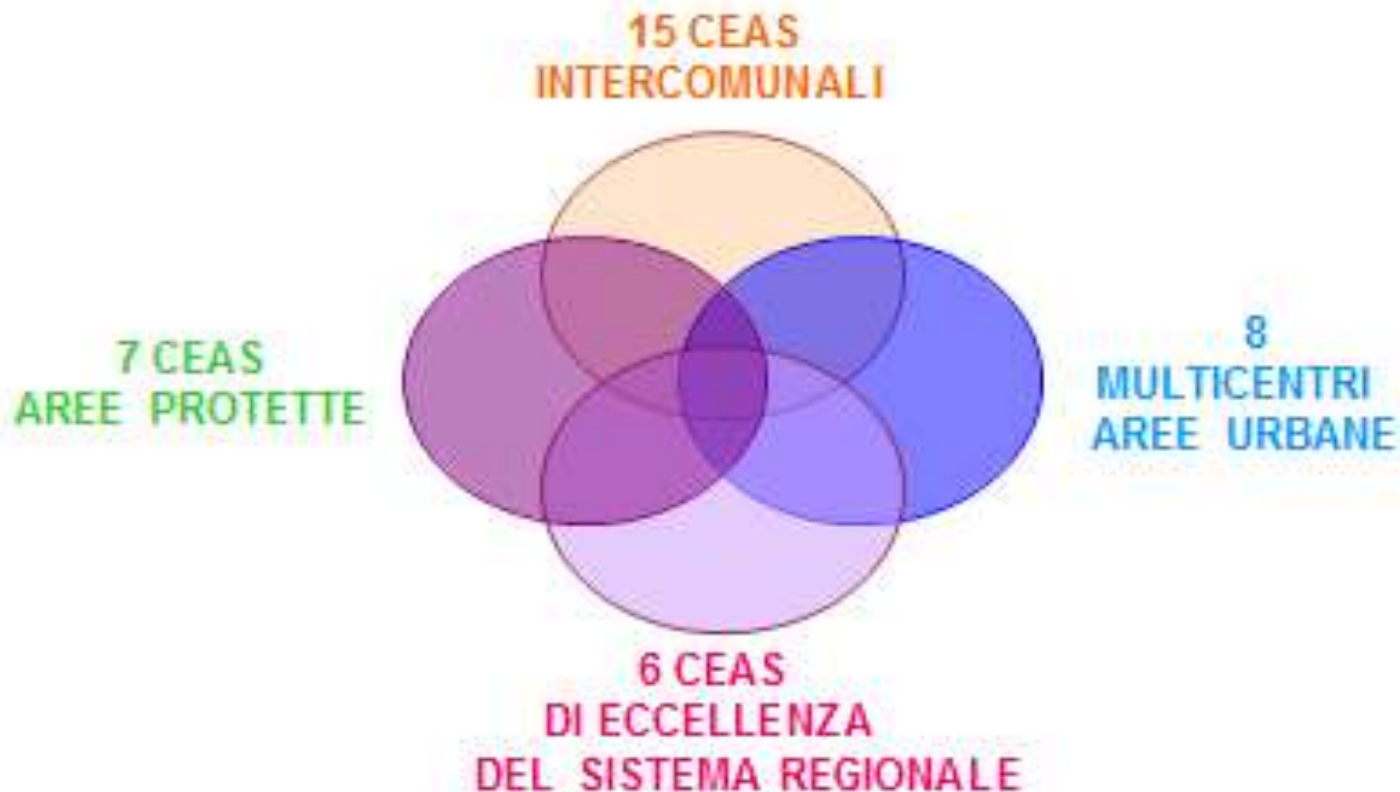 15 CEAS
INTERCOMUNALI
7 CEAS
AREE PROTETTE
8
MULTICENTRI
AREE URBANE
6 CEAS
DI ECCELLENZA
DEL SISTEMA REGIONALE